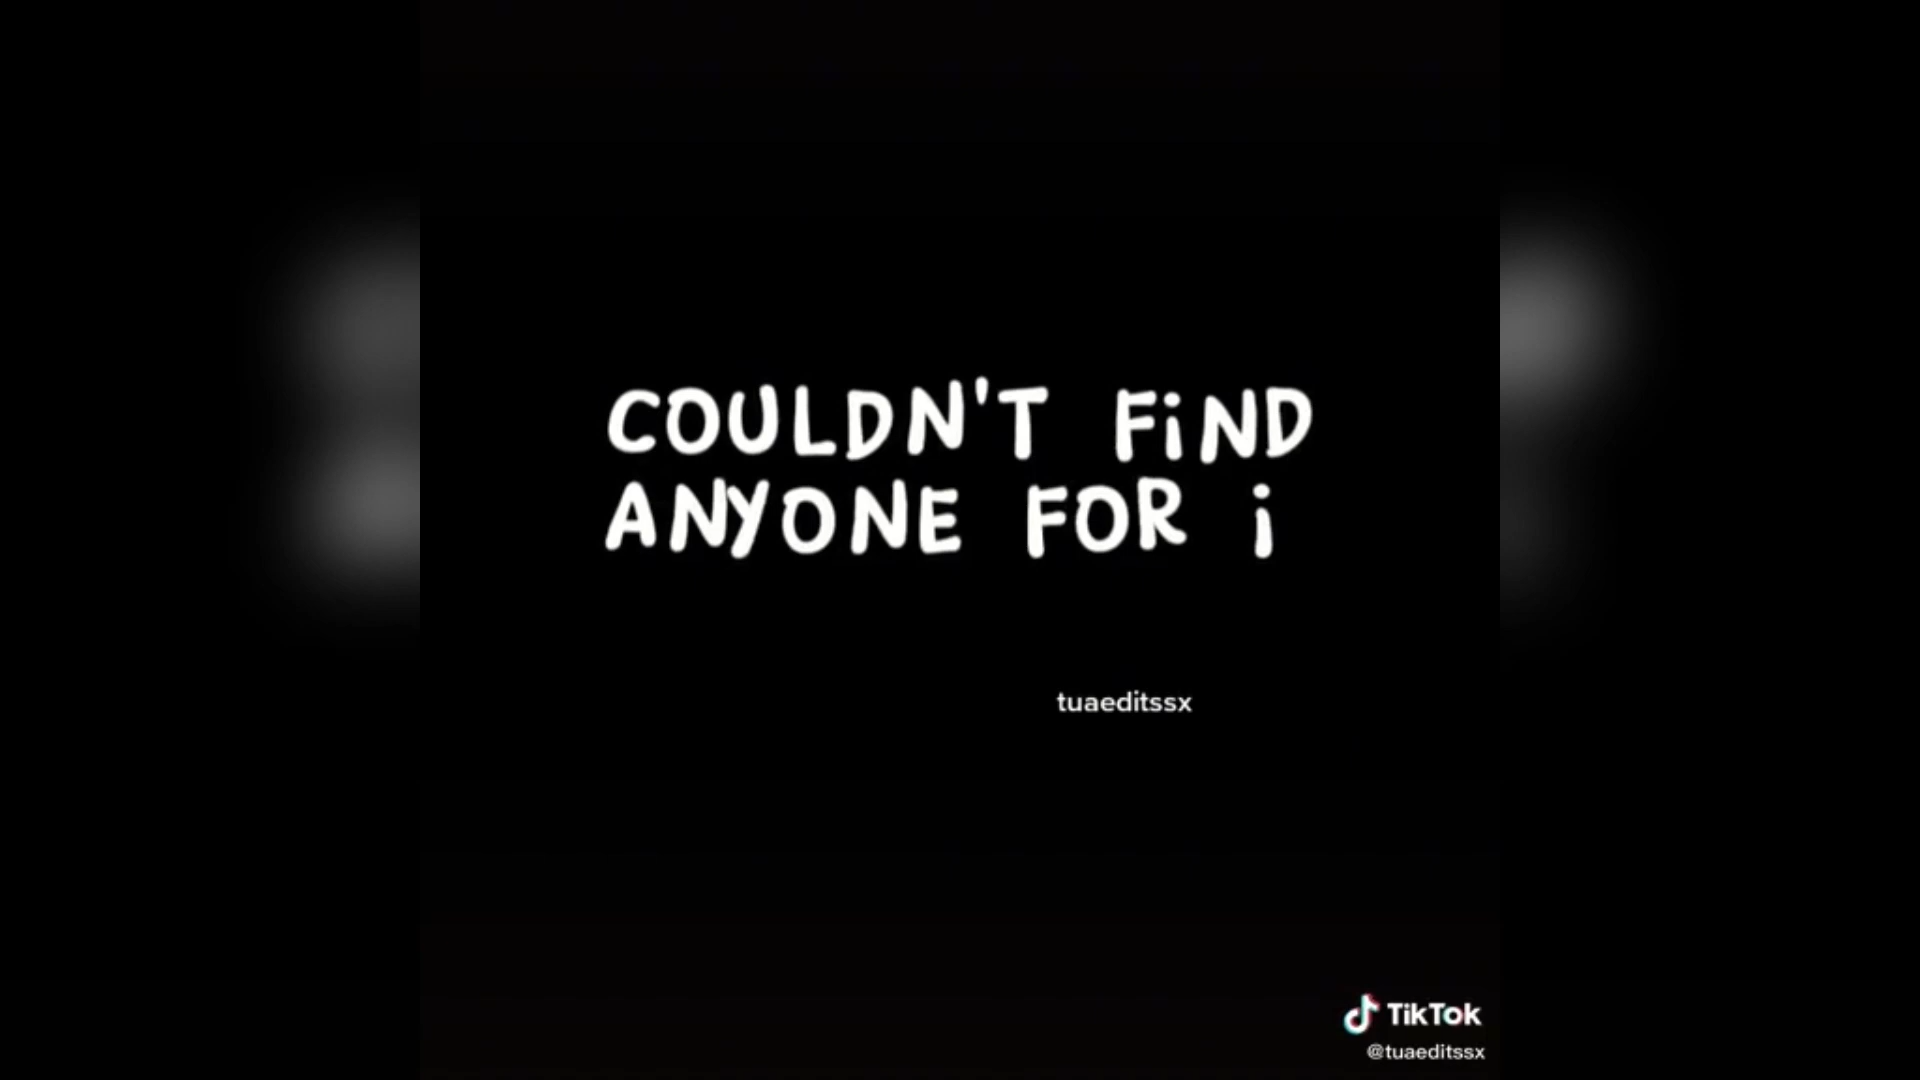 COULDN'T FiND
ANYONE FOR i
tuaeditssx
TikTok
@tuaeditssx